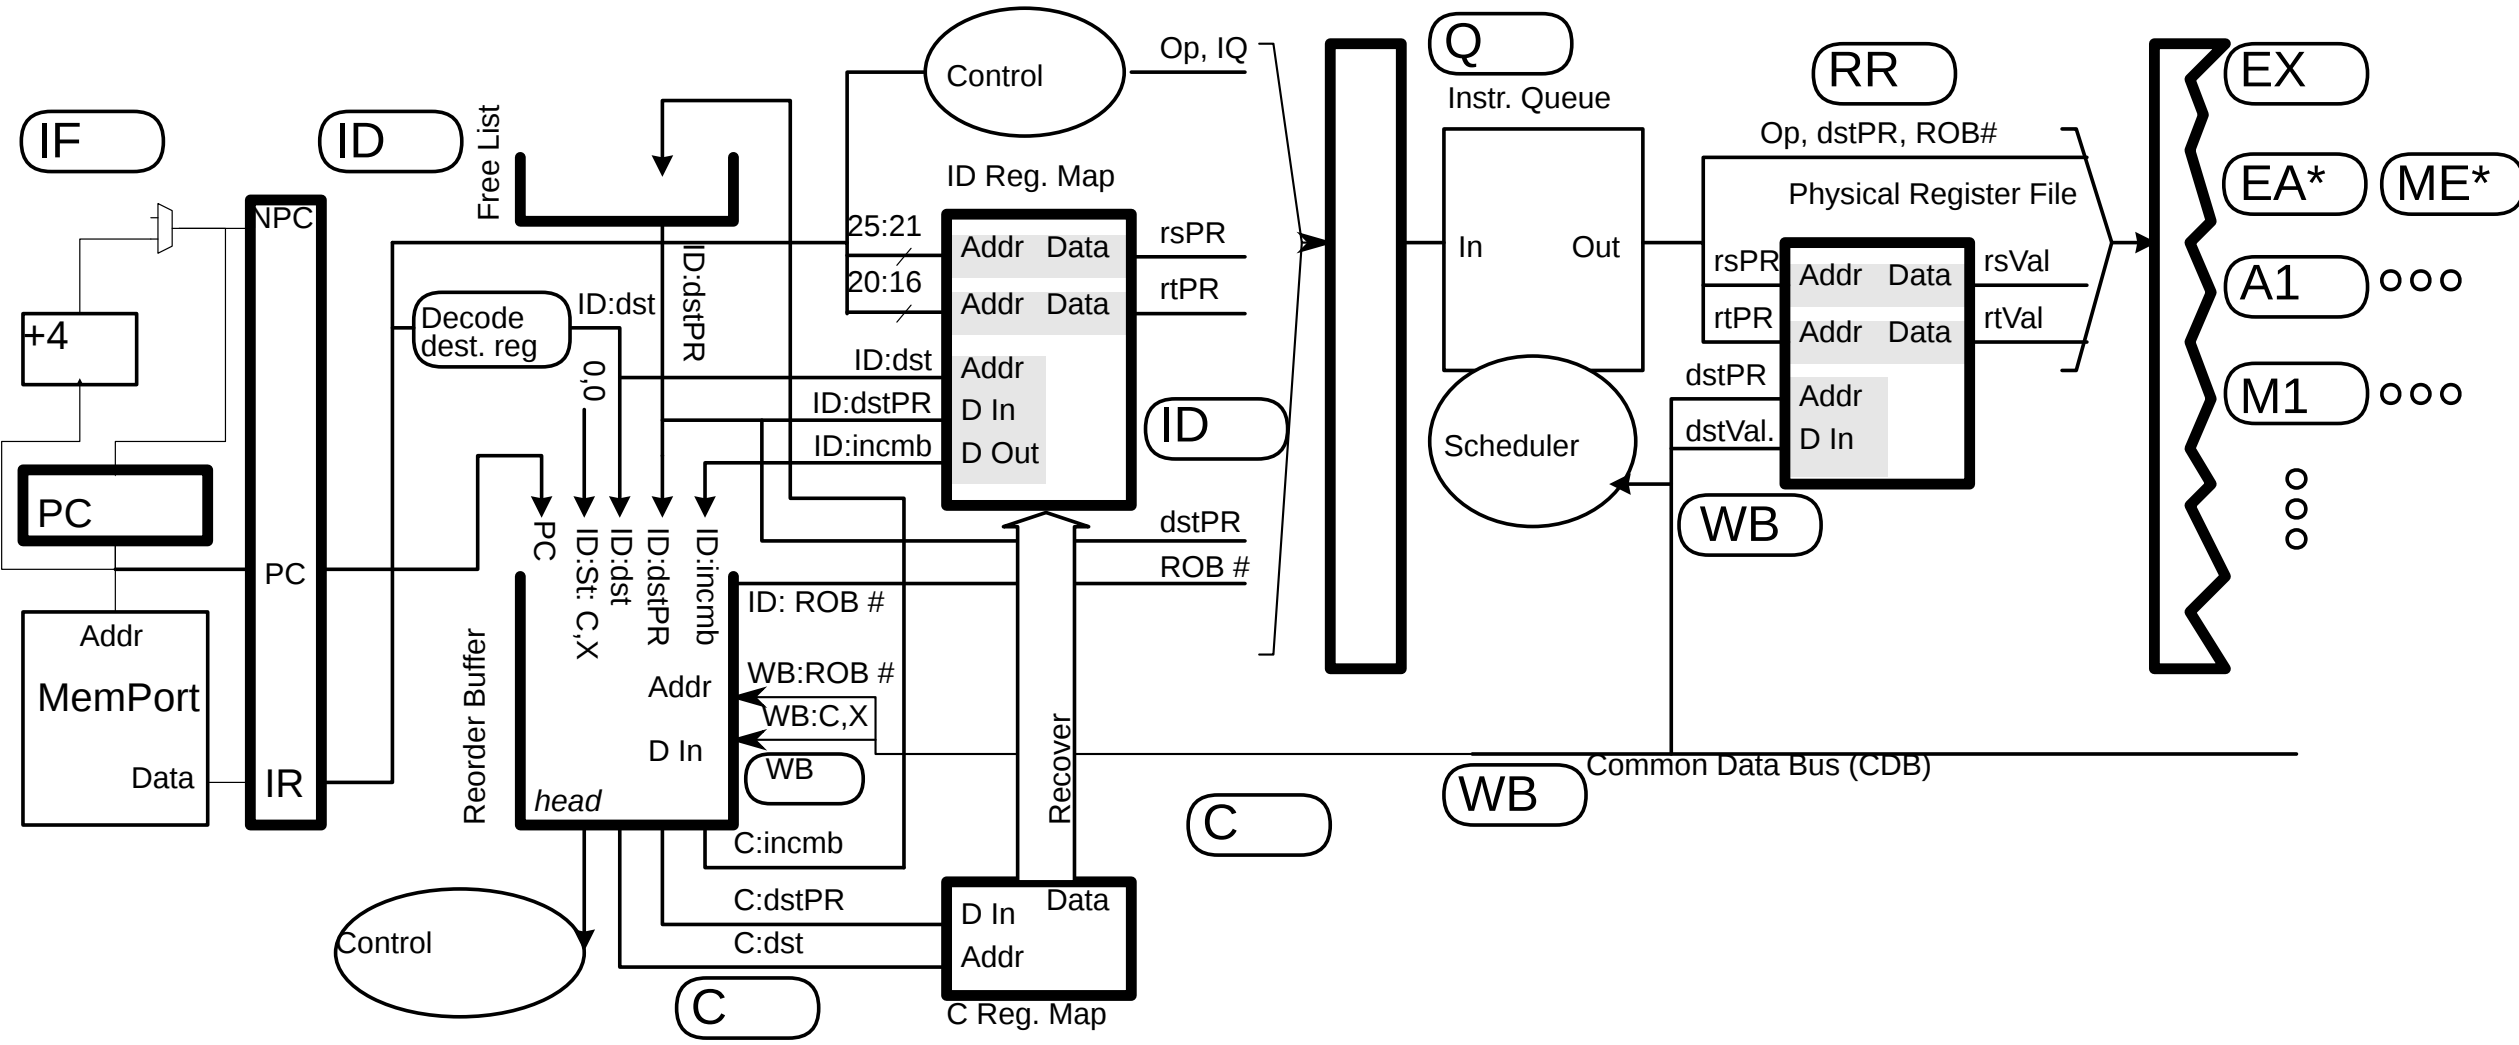 IF
NPC
+4
PC
PC
Addr
MemPort
Data
IR
ID
Free List
Decode
dest. reg
ID:dst
ID:dstPR
0,0
Control
Op, IQ
ID Reg. Map
25:21
Addr Data
rsPR
20:16
Addr Data
rtPR
ID:dst
Addr
ID:dstPR
D In
ID:incmb
D Out
ID
dstPR
ROB #
PC
ID:St: C,X
ID:dst
ID:dstPR
ID:incmb
ID: ROB #
Reorder Buffer
WB:ROB #
Addr
WB:C,X
D In
WB
head
Control
C:incmb
C:dstPR
C:dst
C
Recover
D In
Data
Addr
C Reg. Map
C
Q
Instr. Queue
In
Out
Scheduler
WB
Common Data Bus (CDB)
RR
Op, dstPR, ROB#
Physical Register File
rsPR
Addr Data
rsVal
rtPR
Addr Data
rtVal
dstPR
Addr
dstVal.
D In
WB
EX
EA*
ME*
A1
M1